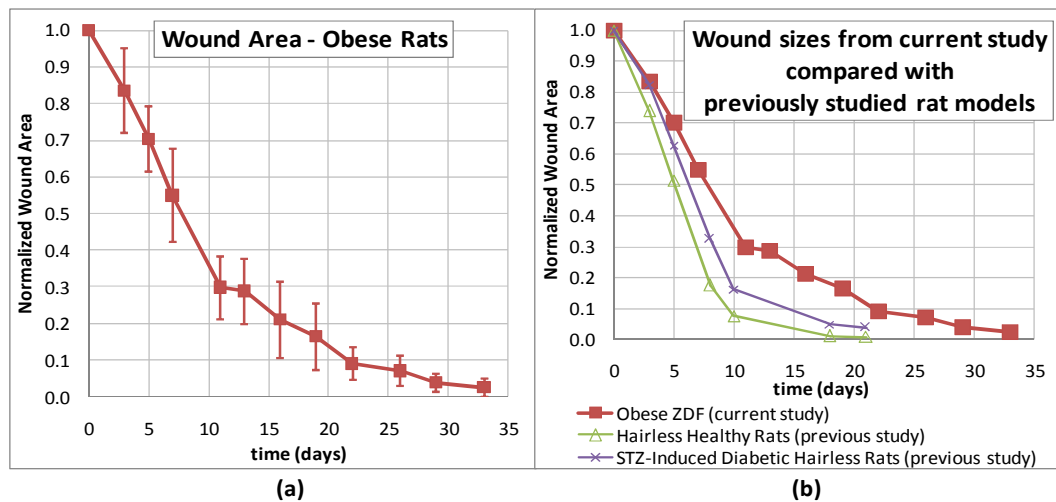 Wound Area - Obese Rats
Normalized Wound Area
1.0
0.9
0.8
0.7
0.6
0.5
0.4
0.3
0.2
0.1
0.0
0 5 10 15 20 25 30 35
time (days)
(a)
Wound sizes from current study
compared with
previously studied rat models
Normalized Wound Area
1.0
0.9
0.8
0.7
0.6
0.5
0.4
0.3
0.2
0.1
0.0
0 5 10 15 20 25 30 35
time (days)
Obese ZDF (current study)
Hairless Healthy Rats (previous study)
STZ-Induced Diabetic Hairless Rats (previous study)
(b)